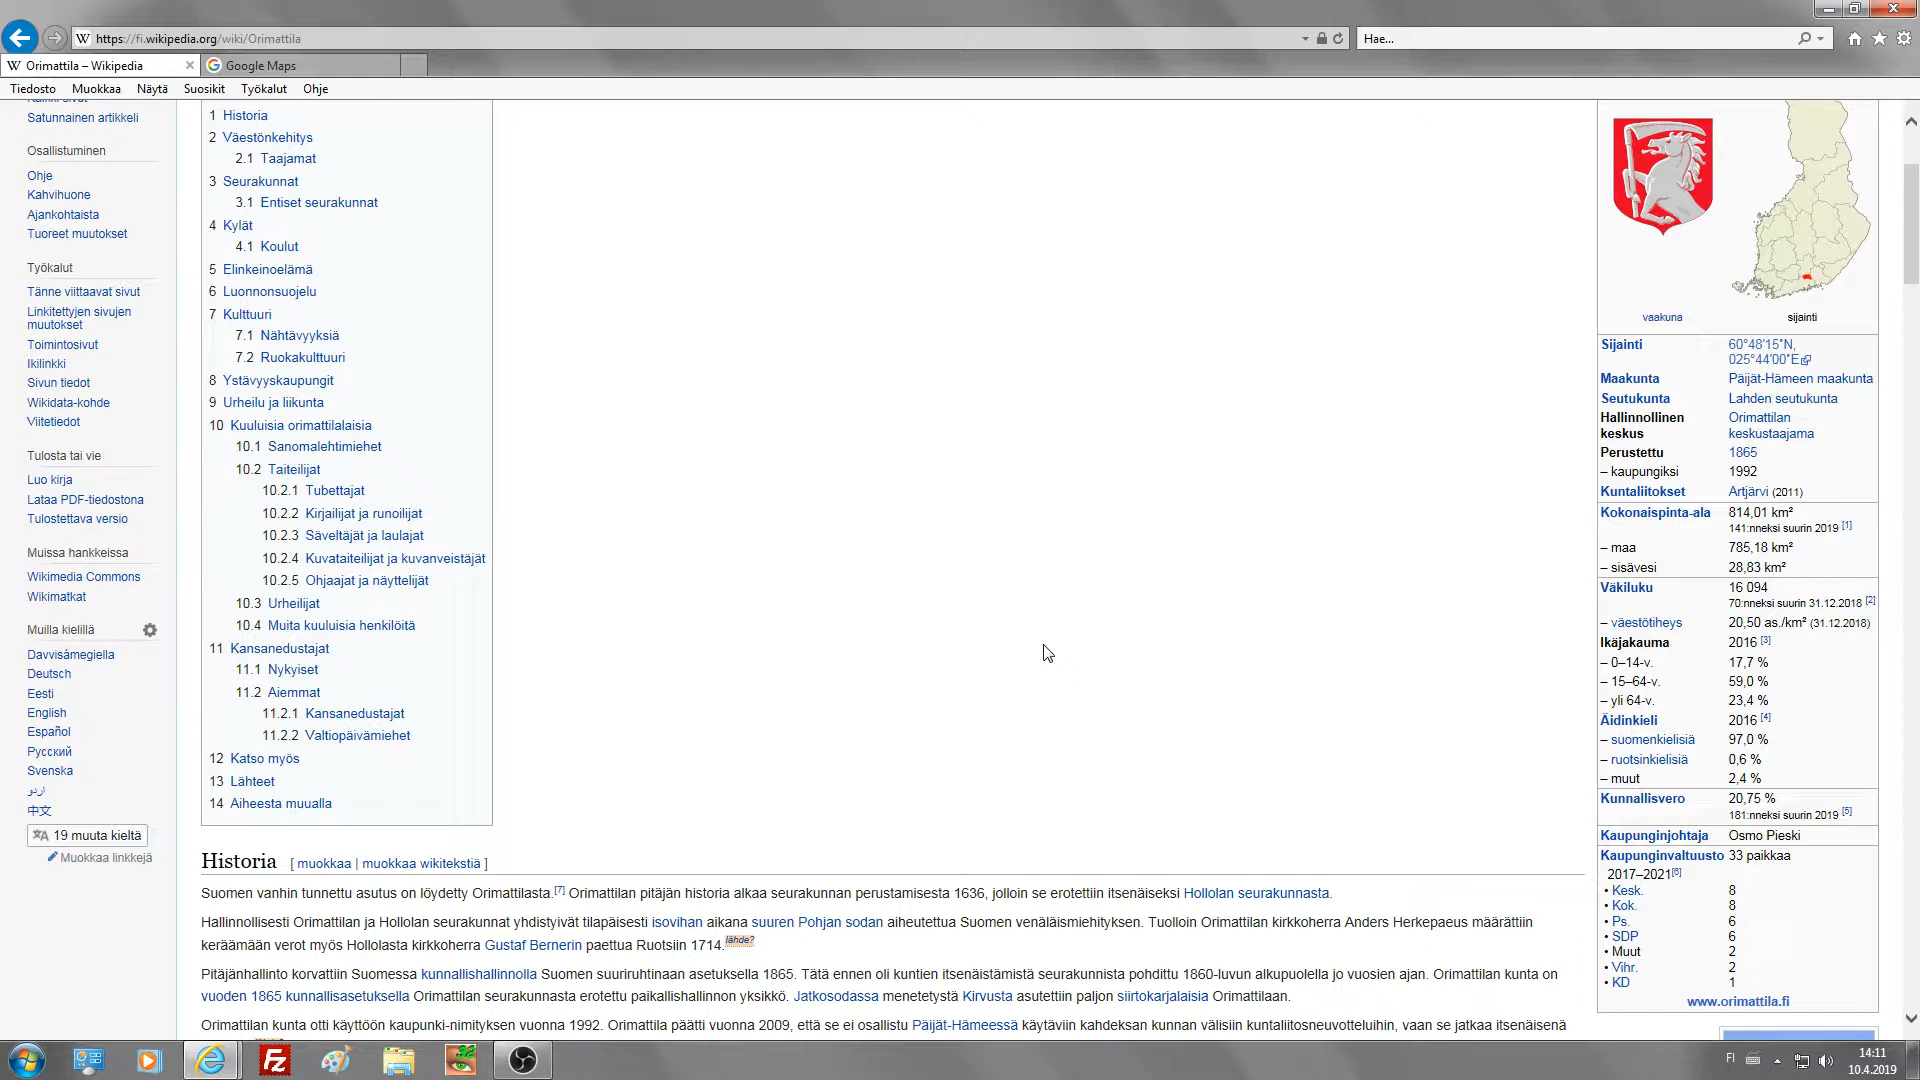 https://fi.wikipedia.org/wiki/Orimattila
Hae...
Orimattila – Wikipedia
Google Maps
Tiedosto Muokkaa Näytä Suosikit Työkalut Ohje
Satunnainen artikkeli
Osallistuminen
Ohje
Kahvihuone
Ajankohtaista
Tuoreet muutokset
Työkalut
Tänne viittaavat sivut
Linkitettyjen sivujen
muutokset
Toimintosivut
Ikilinkki
Sivun tiedot
Wikidata-kohde
Viitetiedot
Tulosta tai vie
Luo kirja
Lataa PDF-tiedostona
Tulostettava versio
Muissa hankkeissa
Wikimedia Commons
Wikimatkat
Muilla kielillä
Davvisámegiella
Deutsch
Eesti
English
Español
Русский
Svenska
اردو
中文
19 muuta kieltä
Muokkaa linkkejä
1 Historia
2 Väestönkehitys
2.1 Taajamat
3 Seurakunnat
3.1 Entiset seurakunnat
4 Kylät
4.1 Koulut
5 Elinkeinoelämä
6 Luonnonsuojelu
7 Kulttuuri
7.1 Nähtävyyksiä
7.2 Ruokakulttuuri
8 Ystävyyskaupungit
9 Urheilu ja liikunta
10 Kuuluisia orimattilalaisia
10.1 Sanomalehtimiehet
10.2 Taiteilijat
10.2.1 Tubettajat
10.2.2 Kirjailijat ja runoilijat
10.2.3 Säveltäjät ja laulajat
10.2.4 Kuvataiteilijat ja kuvanveistäjät
10.2.5 Ohjaajat ja näyttelijät
10.3 Urheilijat
10.4 Muita kuuluisia henkilöitä
11 Kansanedustajat
11.1 Nykyiset
11.2 Aiemmat
11.2.1 Kansanedustajat
11.2.2 Valtiopäivämiehet
12 Katso myös
13 Lähteet
14 Aiheesta muualla
Historia [ muokkaa | muokkaa wikitekstiä ]
Suomen vanhin tunnettu asutus on löydetty Orimattilasta.[7] Orimattilan pitäjän historia alkaa seurakunnan perustamisesta 1636, jolloin se erotettiin itsenäiseksi Hollolan seurakunnasta.
Hallinnollisesti Orimattilan ja Hollolan seurakunnat yhdistyivät tilapäisesti isovihan aikana suuren Pohjan sodan aiheutettua Suomen venäläismiehityksen. Tuolloin Orimattilan kirkkoherra Anders Herkepaeus määrättiin
keräämään verot myös Hollolasta kirkkoherra Gustaf Bernerin paettua Ruotsiin 1714.lähde?
Pitäjänhallinto korvattiin Suomessa kunnallishallinnolla Suomen suuriruhtinaan asetuksella 1865. Tätä ennen oli kuntien itsenäistämistä seurakunnista pohdittu 1860-luvun alkupuolella jo vuosien ajan. Orimattilan kunta on
vuoden 1865 kunnallisasetuksella Orimattilan seurakunnasta erotettu paikallishallinnon yksikkö. Jatkosodassa menetetystä Kirvusta asutettiin paljon siirtokarjalaisia Orimattilaan.
Orimattilan kunta otti käyttöön kaupunki-nimityksen vuonna 1992. Orimattila päätti vuonna 2009, että se ei osallistu Päijät-Hämeessä käytäviin kahdeksan kunnan välisiin kuntaliitosneuvotteluihin, vaan se jatkaa itsenäisenä
vaakuna sijainti
Sijainti 60°48′15″N,
025°44′00″E
Maakunta Päijät-Hämeen maakunta
Seutukunta Lahden seutukunta
Hallinnollinen Orimattilan
keskus keskustaajama
Perustettu 1865
– kaupungiksi 1992
Kuntaliitokset Artjärvi (2011)
Kokonaispinta-ala 814,01 km²
141:nneksi suurin 2019 [1]
– maa 785,18 km²
– sisävesi 28,83 km²
Väkiluku 16 094
70:nneksi suurin 31.12.2018 [2]
– väestötiheys 20,50 as./km² (31.12.2018)
Ikäjakauma 2016 [3]
– 0–14-v. 17,7 %
– 15–64-v. 59,0 %
– yli 64-v. 23,4 %
Äidinkieli 2016 [4]
– suomenkielisiä 97,0 %
– ruotsinkielisiä 0,6 %
– muut 2,4 %
Kunnallisvero 20,75 %
181:nneksi suurin 2019 [5]
Kaupunginjohtaja Osmo Pieski
Kaupunginvaltuusto 33 paikkaa
2017–2021[6]
• Kesk. 8
• Kok. 8
• Ps. 6
• SDP 6
• Muut 2
• Vihr. 2
• KD 1
www.orimattila.fi
FI
14:11
10.4.2019